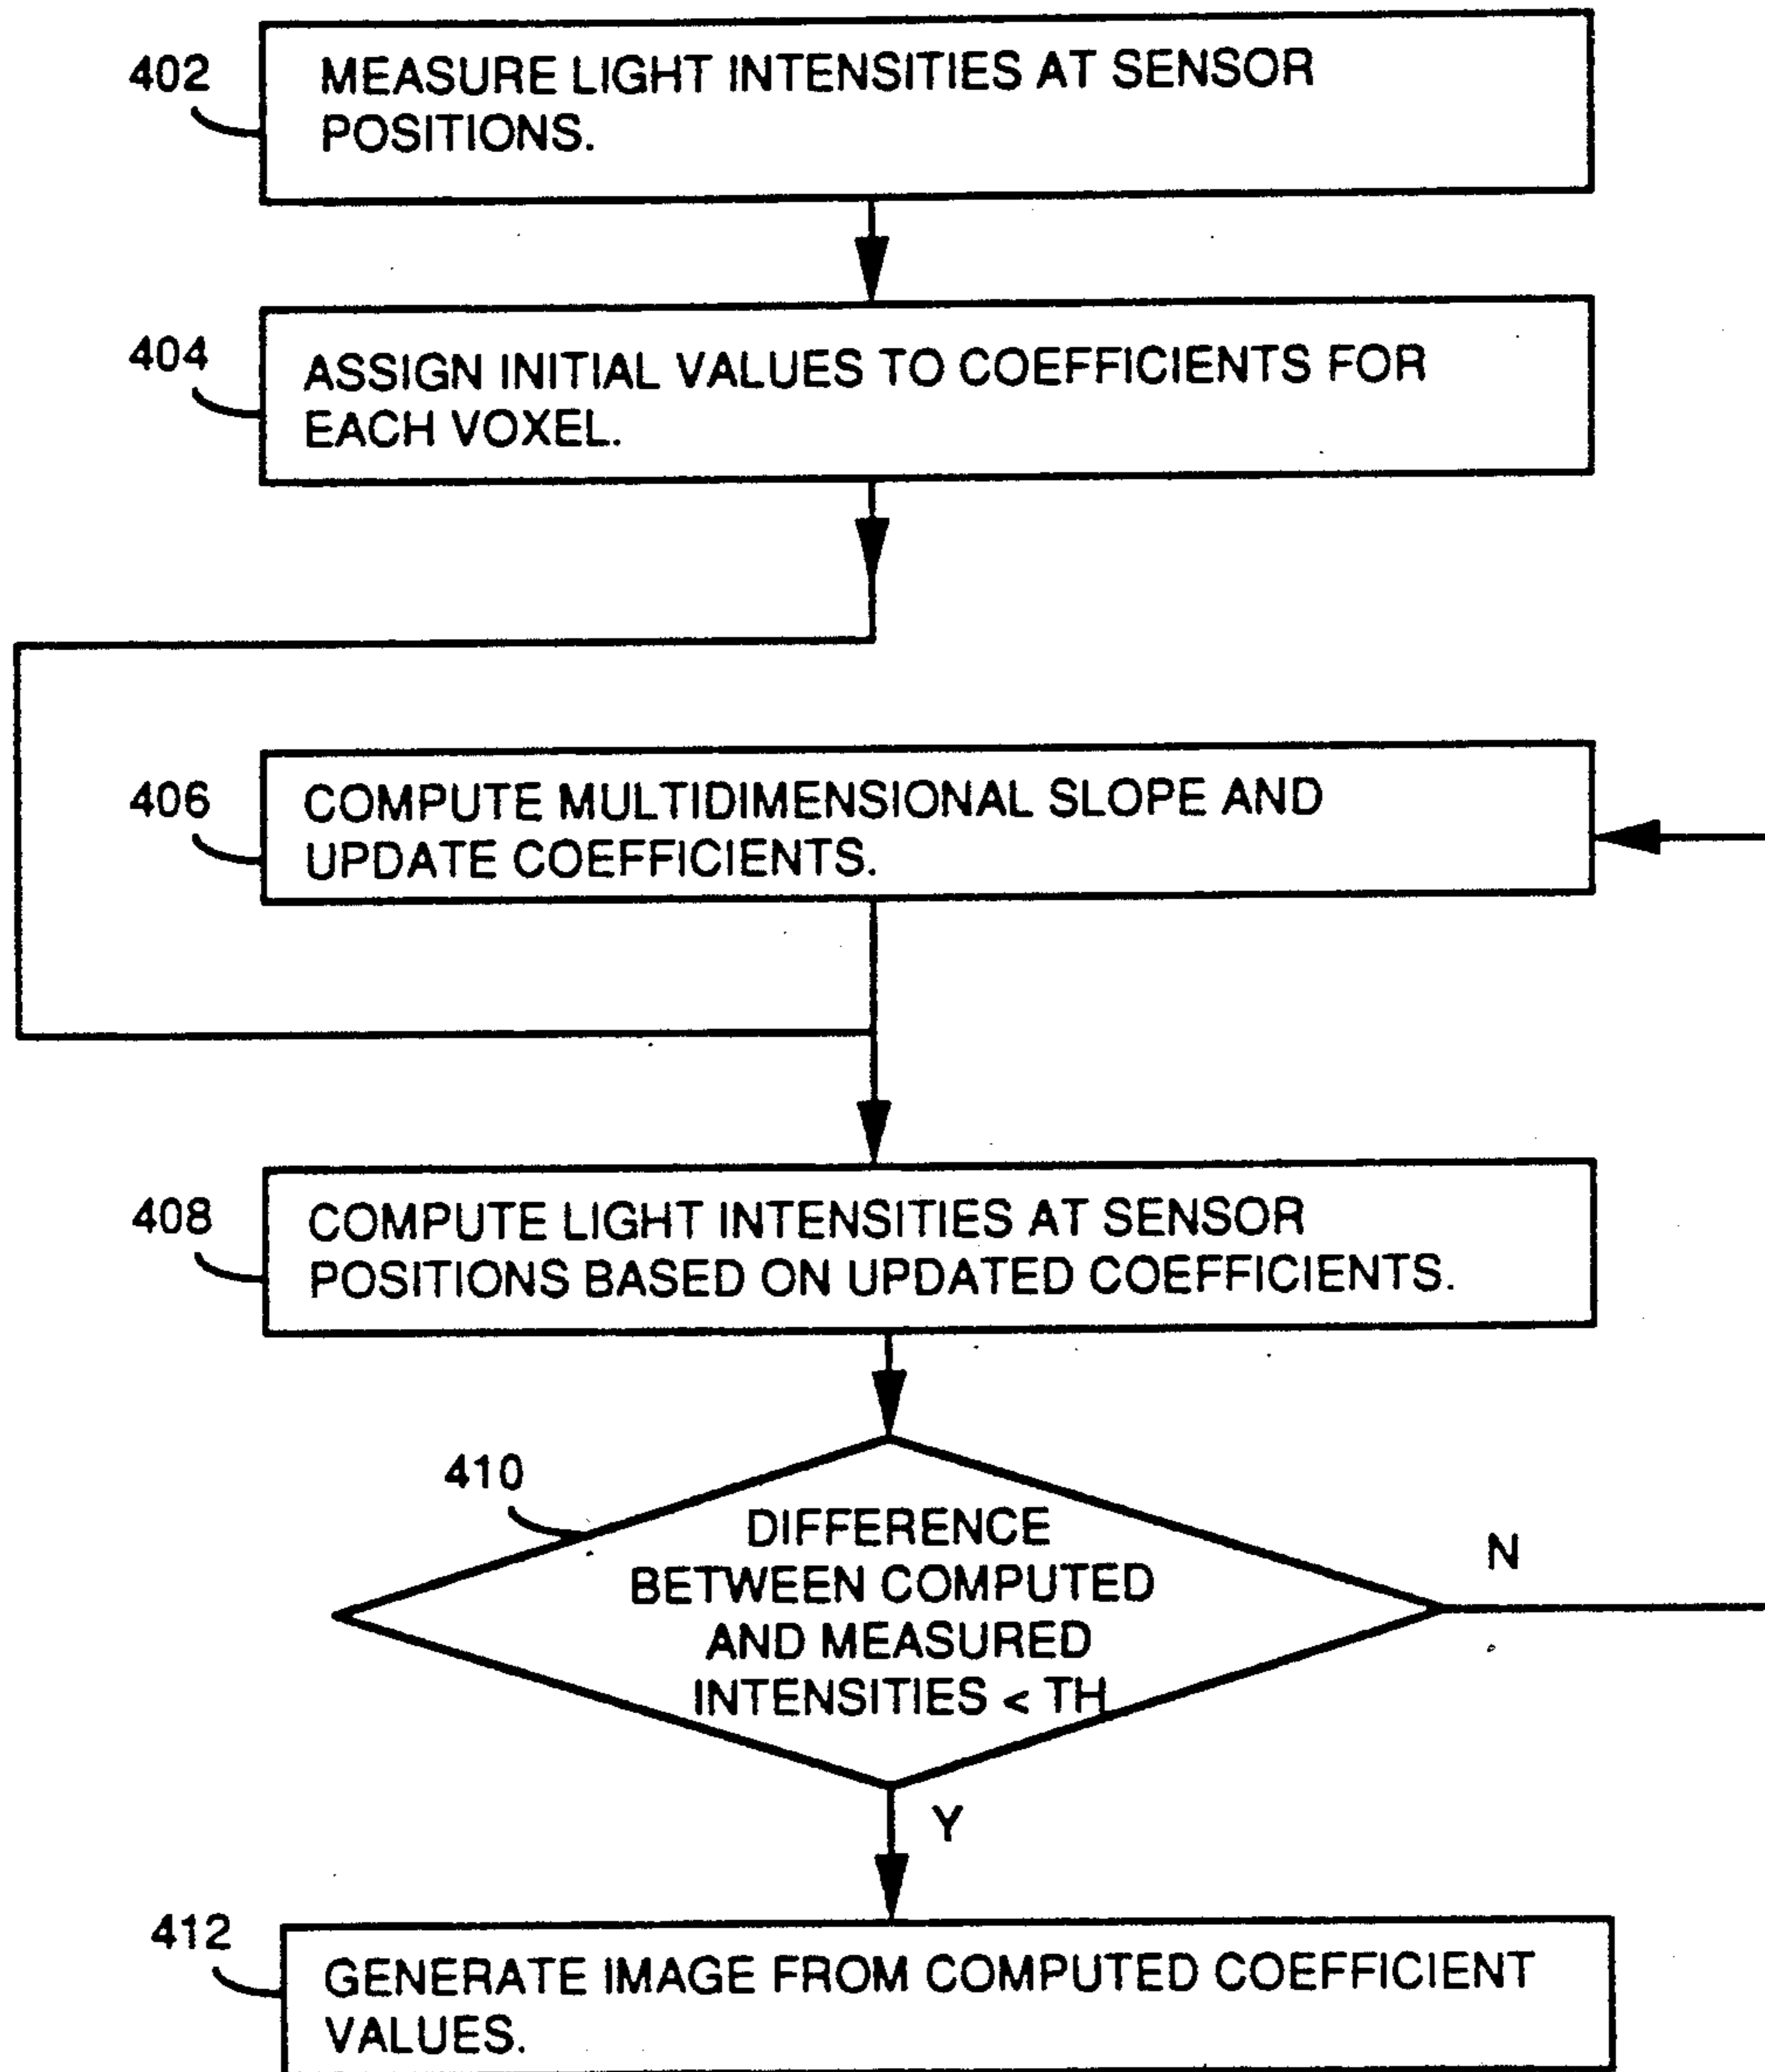 402
MEASURE LIGHT INTENSITIES AT SENSOR
POSITIONS.
404
ASSIGN INITIAL VALUES TO COEFFICIENTS FOR
EACH VOXEL.
406
COMPUTE MULTIDIMENSIONAL SLOPE AND
UPDATE COEFFICIENTS.
408
COMPUTE LIGHT INTENSITIES AT SENSOR
POSITIONS BASED ON UPDATED COEFFICIENTS.
410
DIFFERENCE
BETWEEN COMPUTED
AND MEASURED
INTENSITIES < TH
N
Y
412
GENERATE IMAGE FROM COMPUTED COEFFICIENT
VALUES.